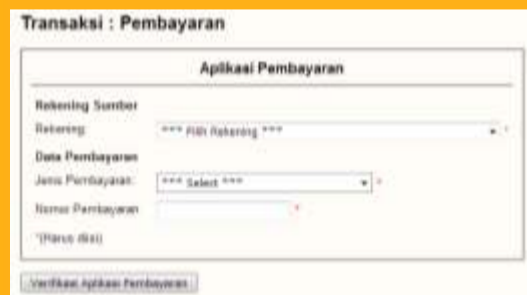 Transaksi : Pembayaran
Aplikasi Pembayaran
Rekening Sumber
Rekening: *** Pilih Rekening *** *
Data Pembayaran
Jenis Pembayaran: *** Select *** *
Nomor Pembayaran *
*(Harus diisi)
Verifikasi Aplikasi Pembayaran